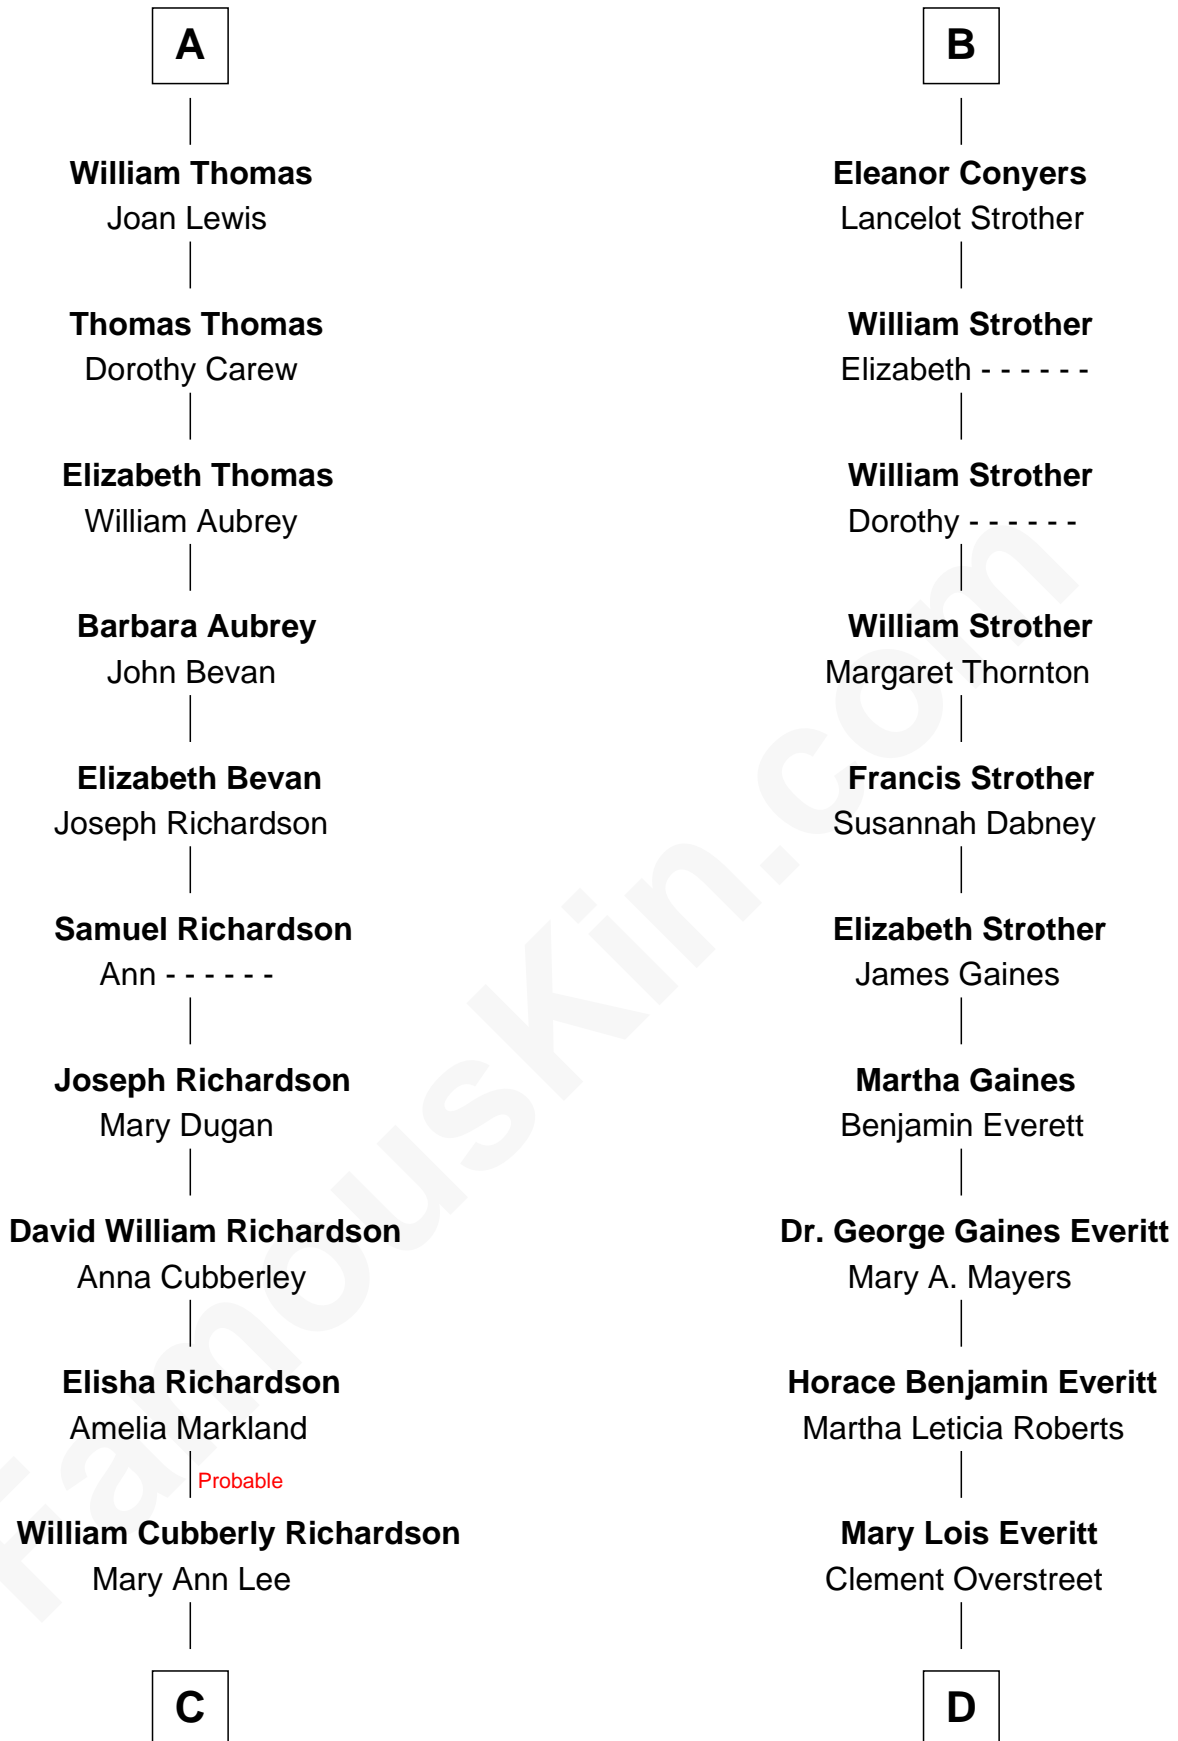 A
William Thomas
Joan Lewis
Thomas Thomas
Dorothy Carew
Elizabeth Thomas
William Aubrey
Barbara Aubrey
John Bevan
Elizabeth Bevan
Joseph Richardson
Samuel Richardson
Ann - - - - - -
Joseph Richardson
Mary Dugan
David William Richardson
Anna Cubberley
Elisha Richardson
Amelia Markland
Probable
William Cubberly Richardson
Mary Ann Lee
C
B
Eleanor Conyers
Lancelot Strother
William Strother
Elizabeth - - - - - -
William Strother
Dorothy - - - - - -
William Strother
Margaret Thornton
Francis Strother
Susannah Dabney
Elizabeth Strother
James Gaines
Martha Gaines
Benjamin Everett
Dr. George Gaines Everitt
Mary A. Mayers
Horace Benjamin Everitt
Martha Leticia Roberts
Mary Lois Everitt
Clement Overstreet
D
FamousKin.com